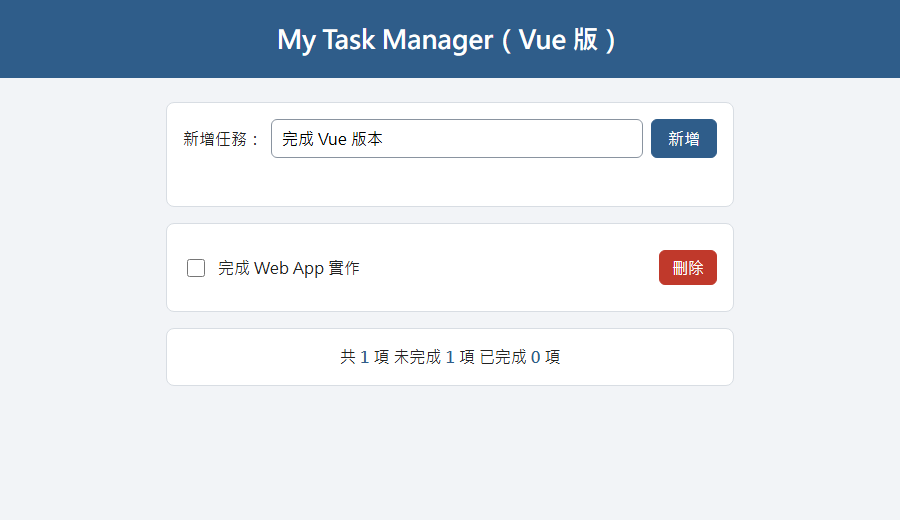 My Task Manager（Vue 版）
新增任務： 完成 Vue 版本 新增
完成 Web App 實作 刪除
共 1 項 未完成 1 項 已完成 0 項